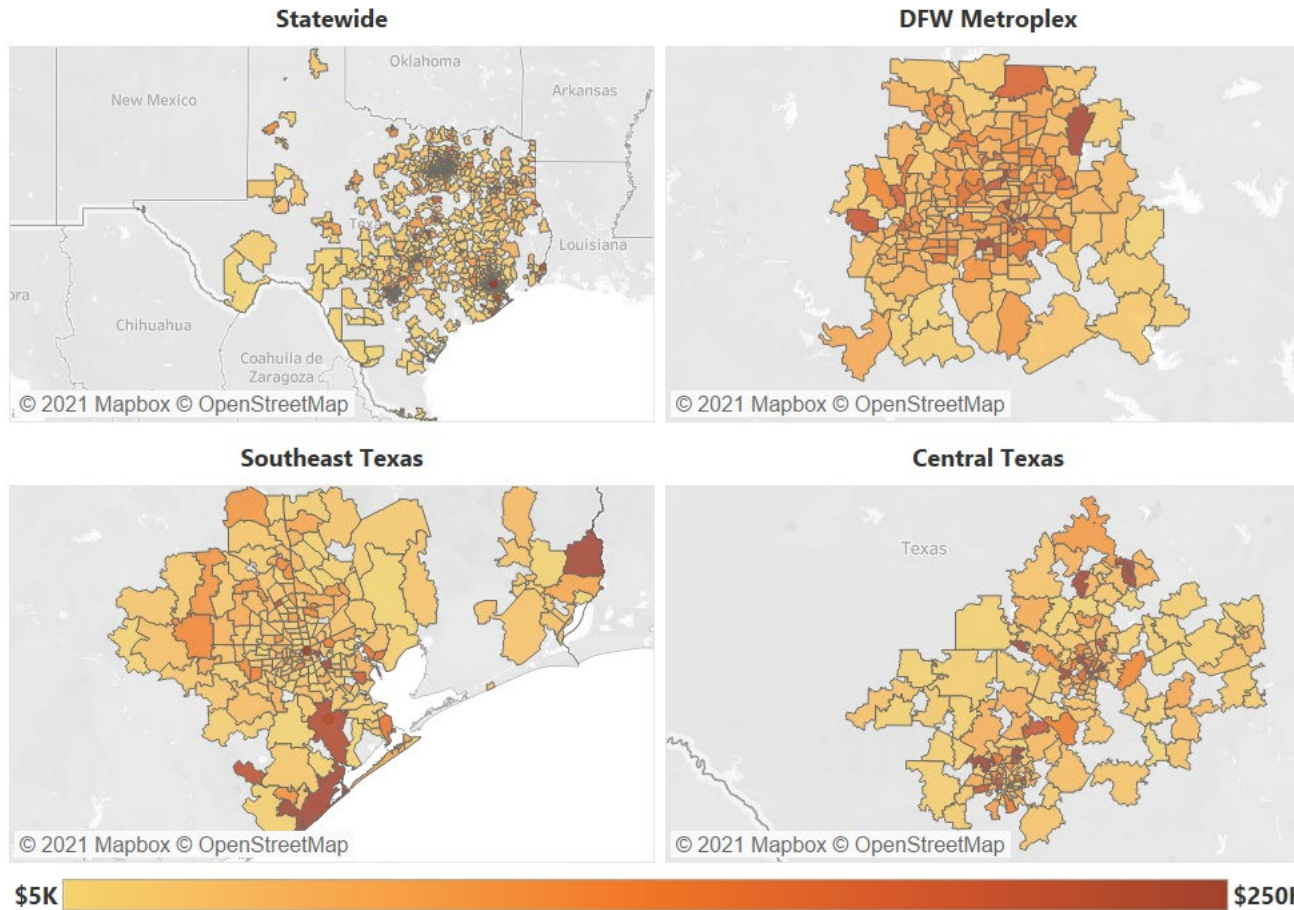 Statewide
DFW Metroplex
Oklahoma
New Mexico
Arkansas
Louisiana
Chihuahua
Coahuila de
Zaragoza
© 2021 Mapbox © OpenStreetMap
© 2021 Mapbox © OpenStreetMap
Southeast Texas
Central Texas
Texas
© 2021 Mapbox © OpenStreetMap
© 2021 Mapbox © OpenStreetMap
$5K
$250K